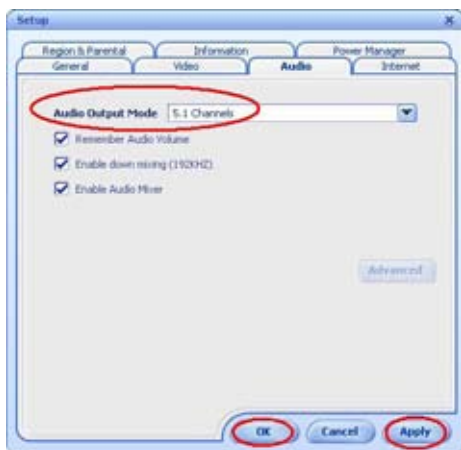 Setup
Region & Parental Information Power Manager
General Video Audio Internet
Audio Output Mode 5.1 Channels
Remember Audio Volume
Enable down mixing (192KHZ)
Enable Audio Mixer
Advanced
OK Cancel Apply